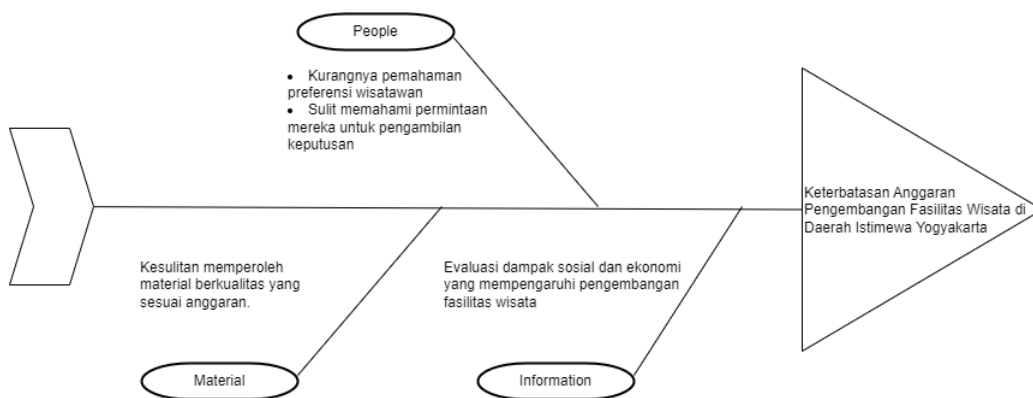 People
• Kurangnya pemahaman
preferensi wisatawan
• Sulit memahami permintaan
mereka untuk pengambilan
keputusan
Keterbatasan Anggaran
Pengembangan Fasilitas Wisata di
Daerah Istimewa Yogyakarta
Kesulitan memperoleh
material berkualitas yang
sesuai anggaran.
Evaluasi dampak sosial dan ekonomi
yang mempengaruhi pengembangan
fasilitas wisata
Material
Information